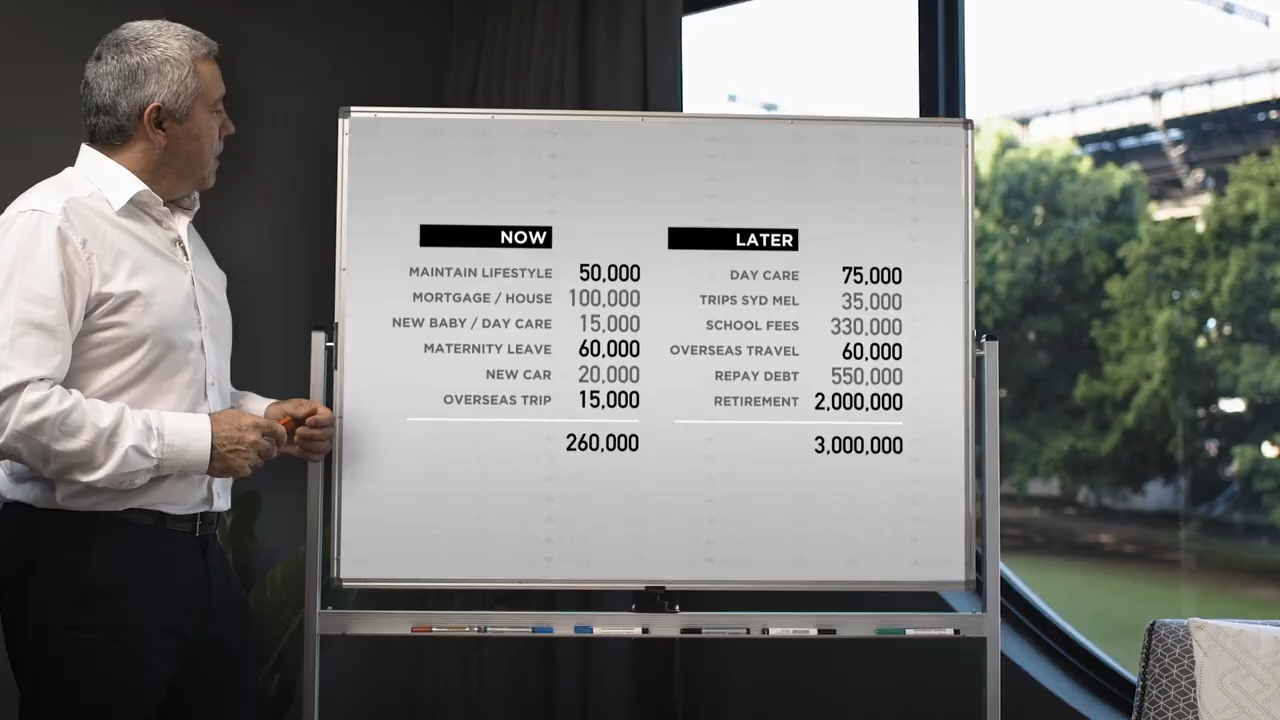 NOW
MAINTAIN LIFESTYLE 50,000
MORTGAGE / HOUSE 100,000
NEW BABY / DAY CARE 15,000
MATERNITY LEAVE 60,000
NEW CAR 20,000
OVERSEAS TRIP 15,000
260,000
LATER
DAY CARE 75,000
TRIPS SYD MEL 35,000
SCHOOL FEES 330,000
OVERSEAS TRAVEL 60,000
REPAY DEBT 550,000
RETIREMENT 2,000,000
3,000,000